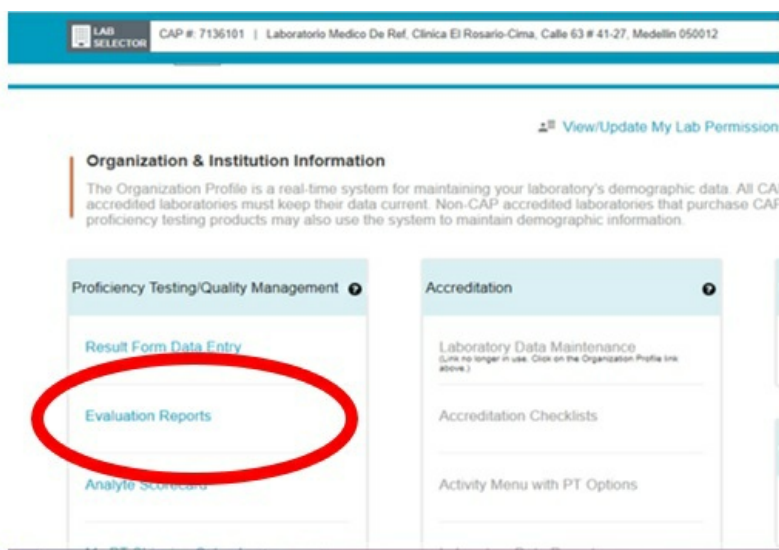 LAB
SELECTOR
CAP #: 7136101 | Laboratorio Medico De Ref, Clinica El Rosario-Cima, Calle 63 # 41-27, Medellin 050012
View/Update My Lab Permission
Organization & Institution Information
The Organization Profile is a real-time system for maintaining your laboratory's demographic data. All CAP
accredited laboratories must keep their data current. Non-CAP accredited laboratories that purchase CAP
proficiency testing products may also use the system to maintain demographic information.
Proficiency Testing/Quality Management
Accreditation
Result Form Data Entry
Laboratory Data Maintenance
(Link no longer in use. Click on the Organization Profile link
above.)
Evaluation Reports
Accreditation Checklists
Analyte Scorecard
Activity Menu with PT Options